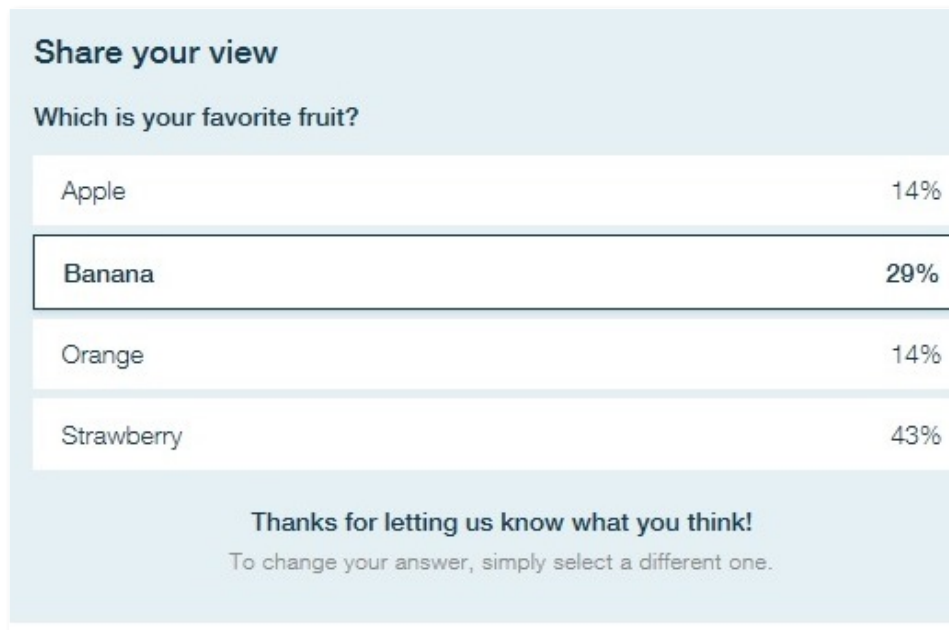 Share your view
Which is your favorite fruit?
Apple 14%
Banana 29%
Orange 14%
Strawberry 43%
Thanks for letting us know what you think!
To change your answer, simply select a different one.